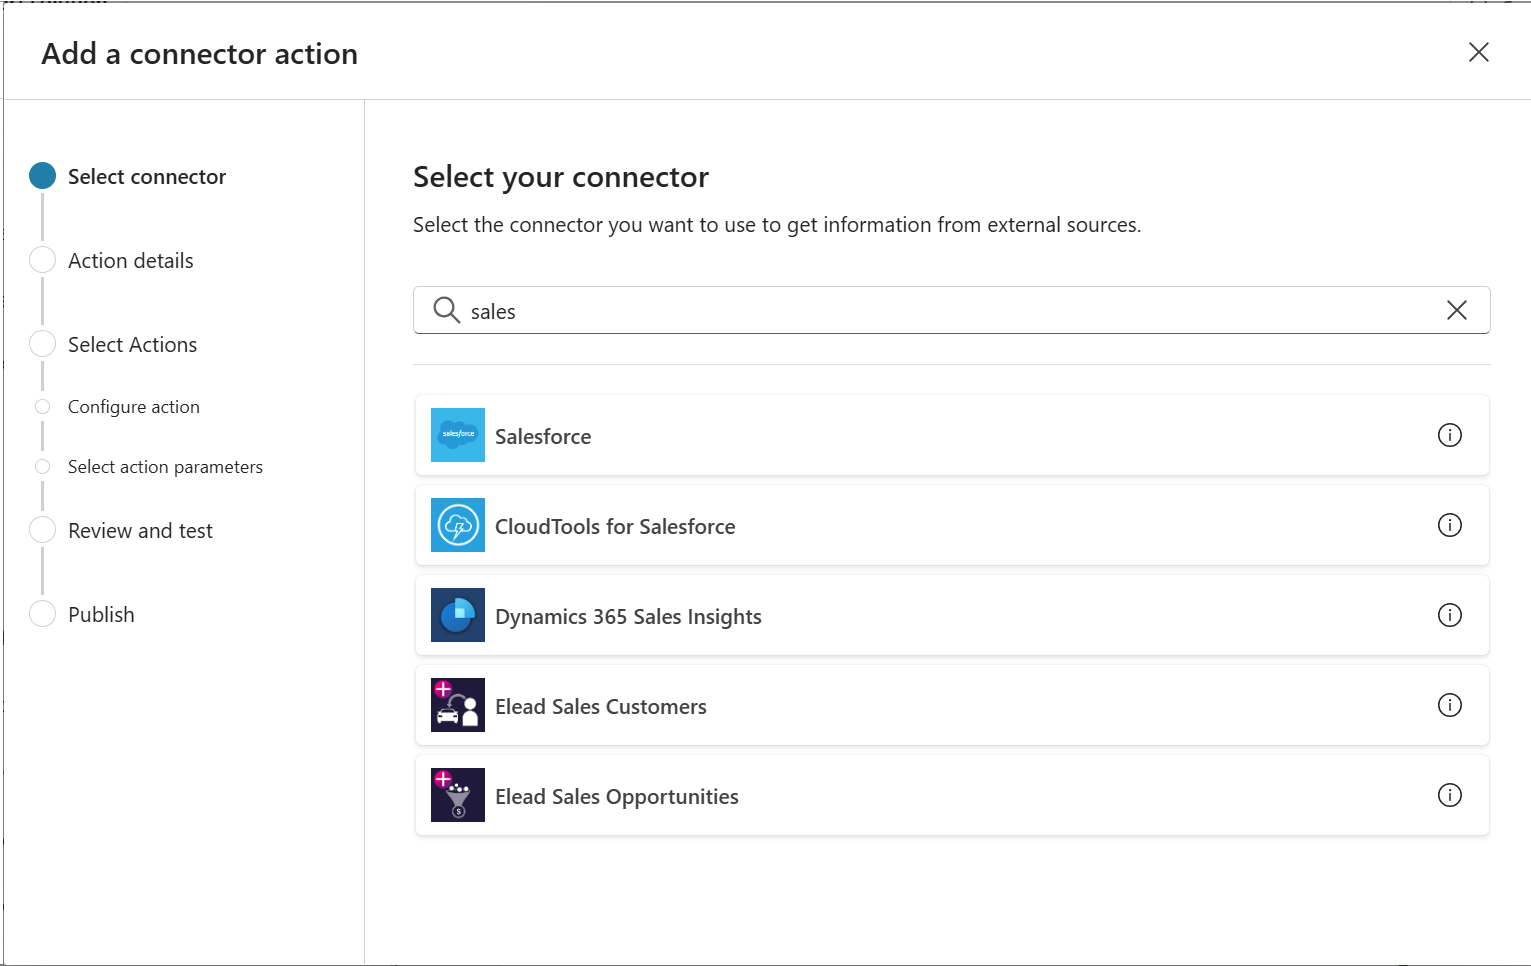 Add a connector action
Select connector
Action details
Select Actions
Configure action
Select action parameters
Review and test
Publish
Select your connector
Select the connector you want to use to get information from external sources.
sales
salesforce
Salesforce
CloudTools for Salesforce
Dynamics 365 Sales Insights
Elead Sales Customers
Elead Sales Opportunities